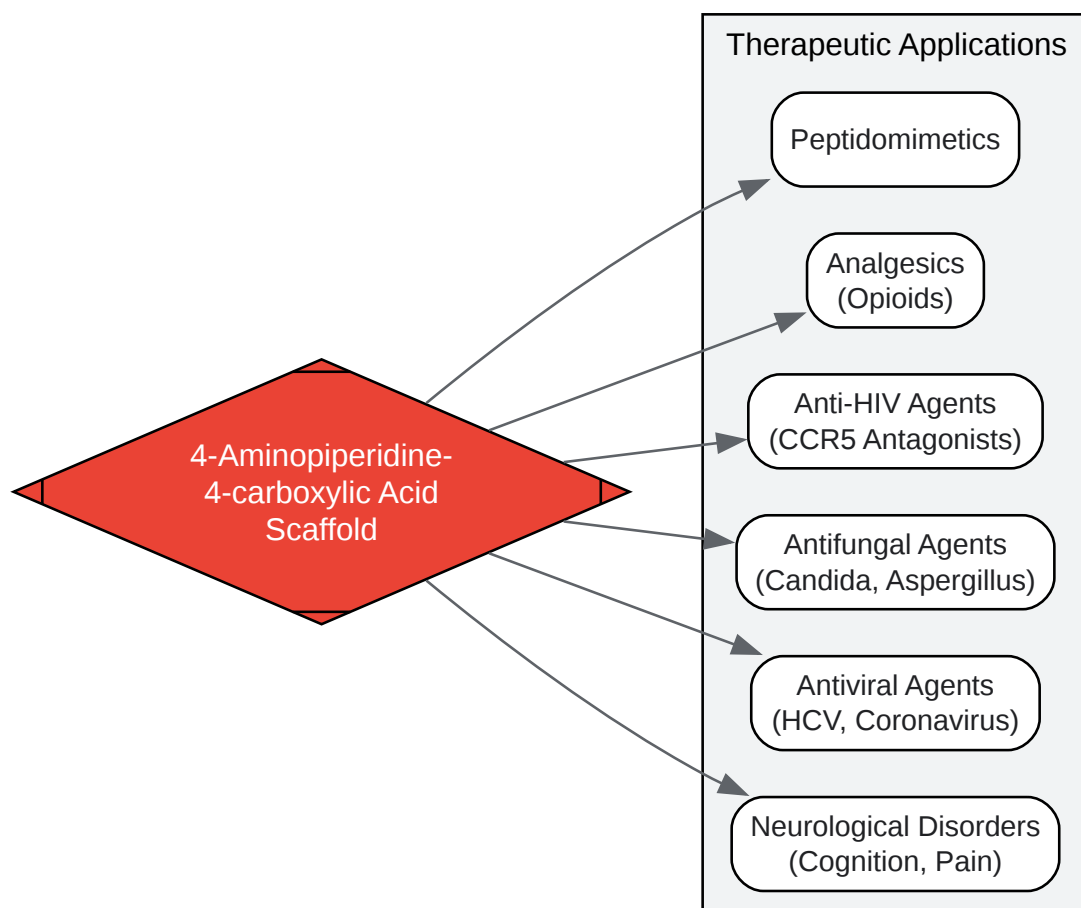 Therapeutic Applications
Peptidomimetics
Analgesics
(Opioids)
Anti-HIV Agents
(CCR5 Antagonists)
4-Aminopiperidine-
4-carboxylic Acid
Scaffold
Antifungal Agents
(Candida, Aspergillus)
Antiviral Agents
(HCV, Coronavirus)
Neurological Disorders
(Cognition, Pain)